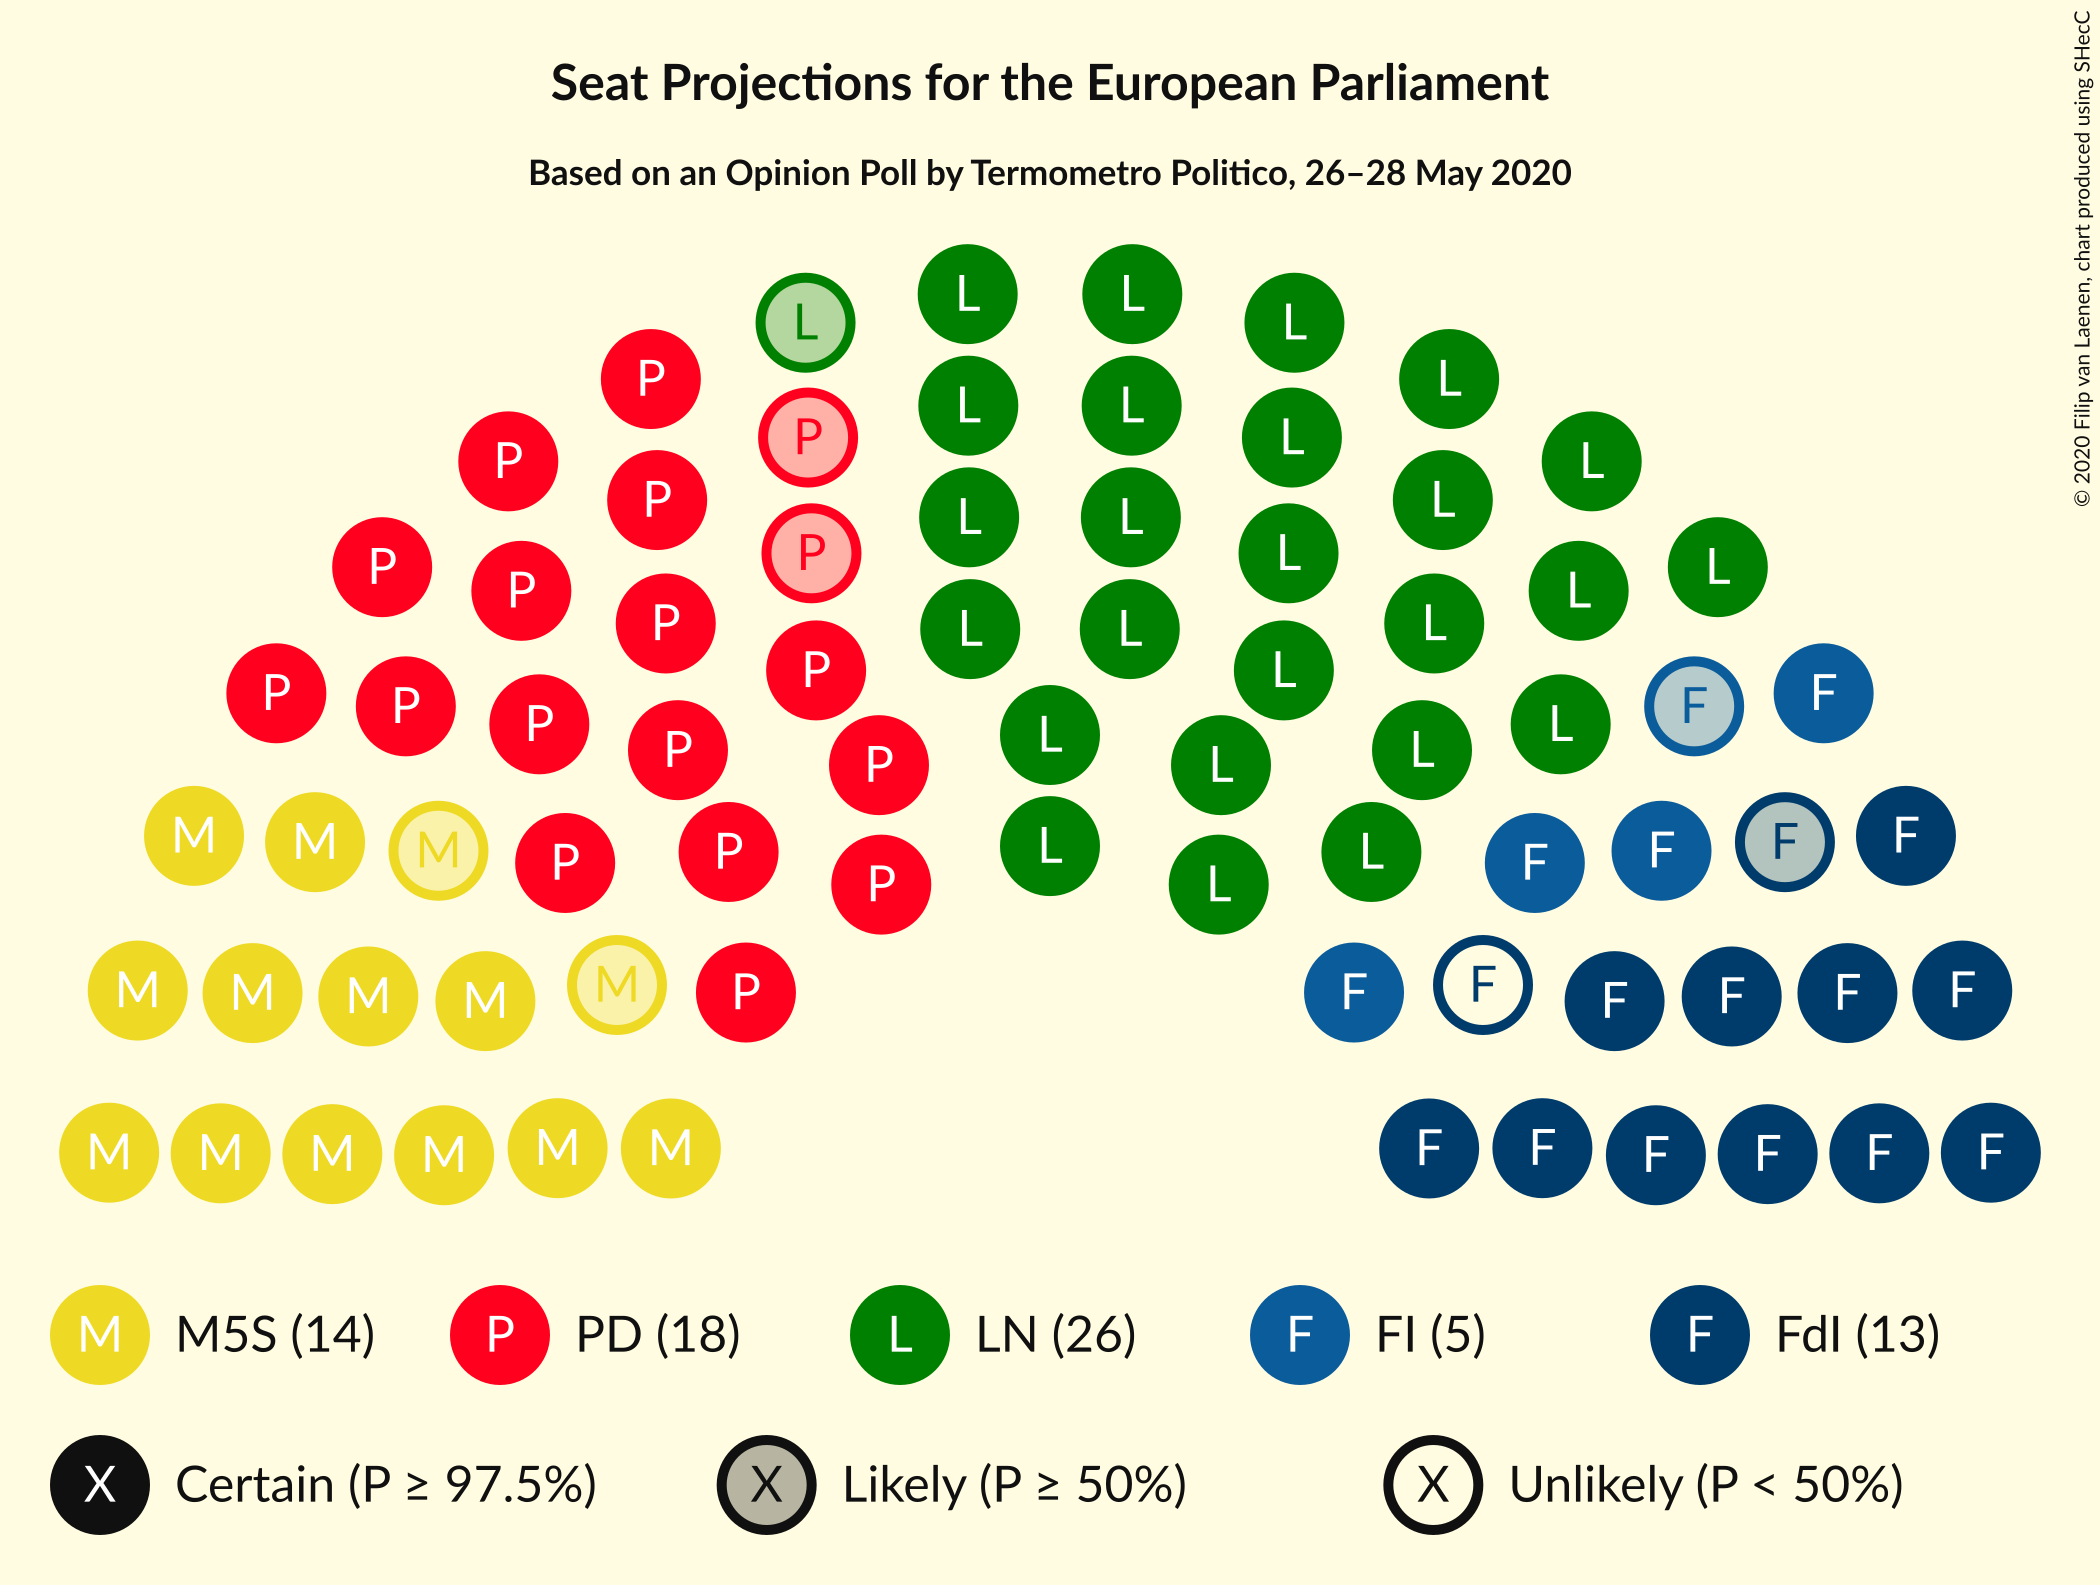 Seat Projections for the European Parliament
Based on an Opinion Poll by Termometro Politico, 26–28 May 2020
© 2020 Filip van Laenen, chart produced using SHecC
L L L L
P L
P L L L P L
P P L
P L L P L
P P L L
P L L P L
P P L L
P P P P L L L F F
P L L
M M M P P P L L L F F F F
M M M M M P F F F F F F
M M M M M M F F F F F F
M M5S (14) P PD (18) L LN (26) F FI (5) F FdI (13)
X Certain (P ≥ 97.5%) X Likely (P ≥ 50%) X Unlikely (P < 50%)